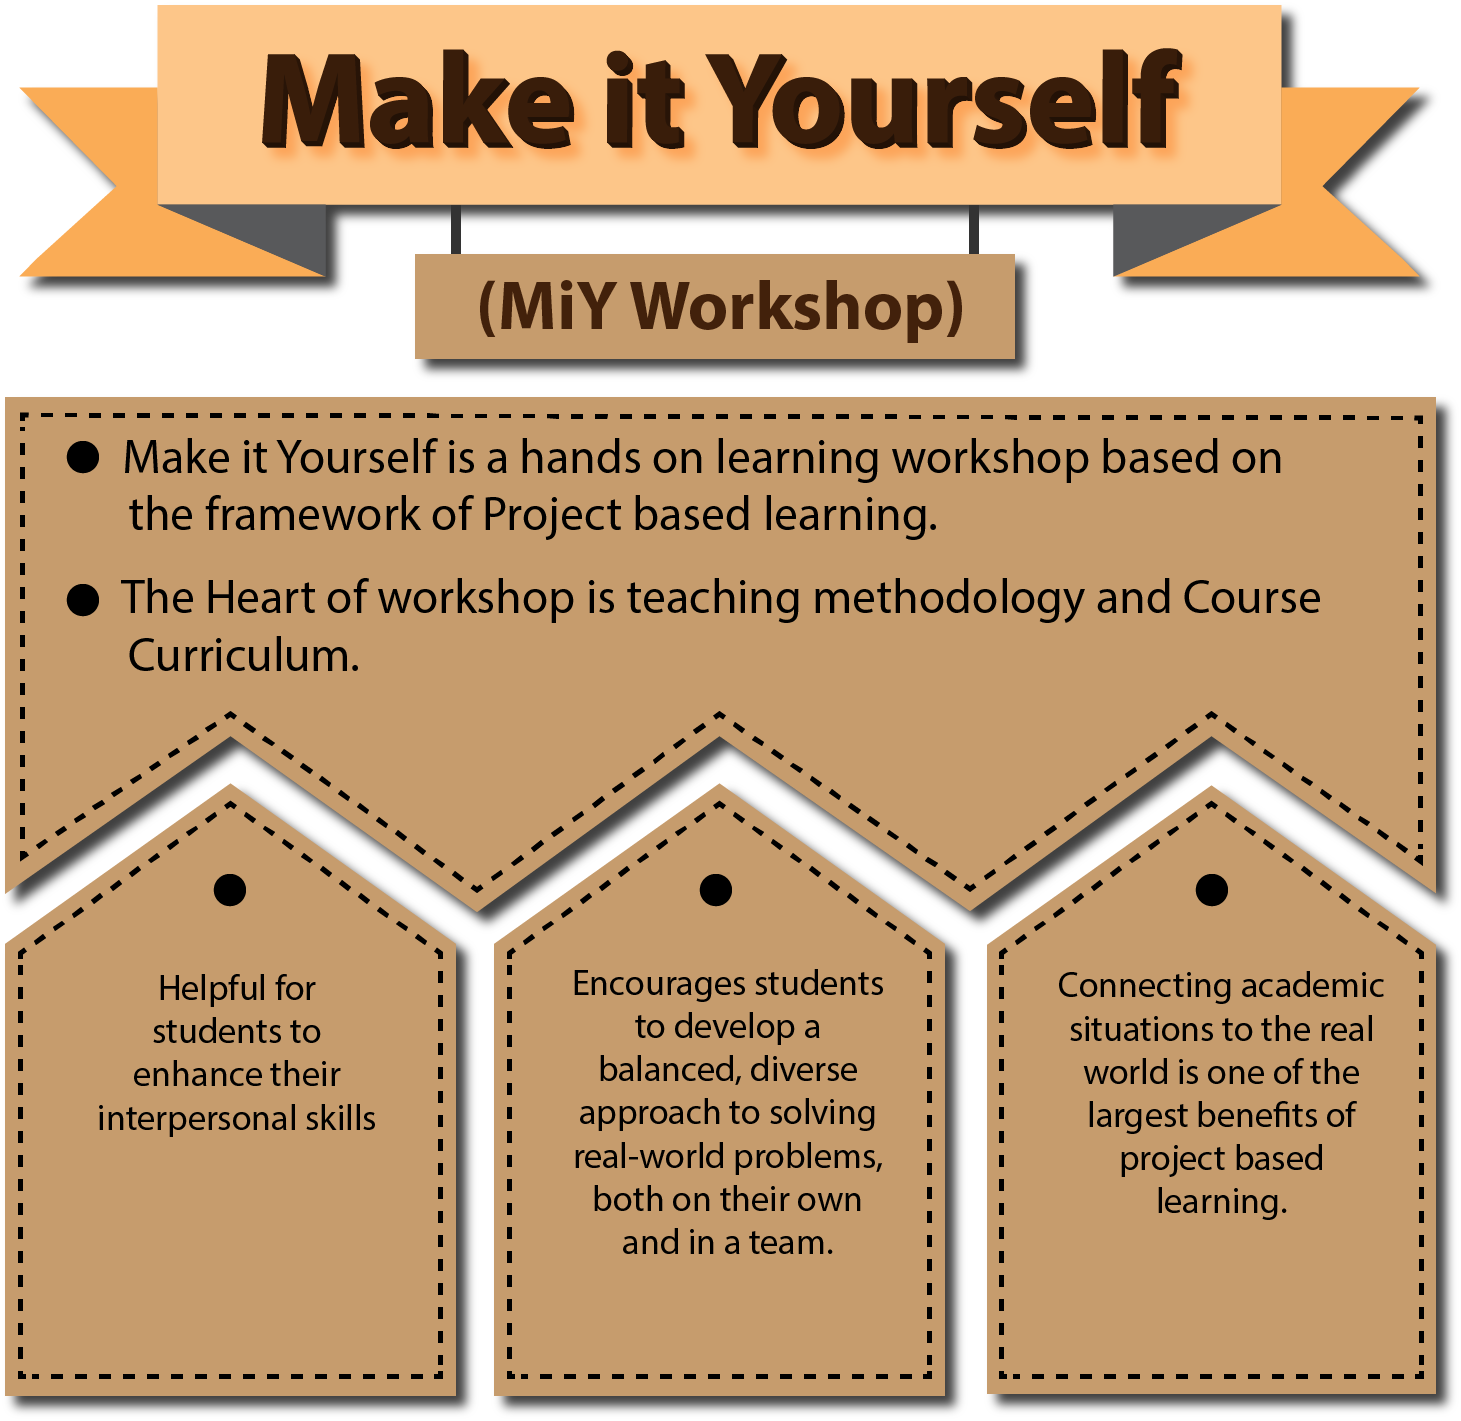 Make it Yourself
(MiY Workshop)
● Make it Yourself is a hands on learning workshop based on
the framework of Project based learning.
● The Heart of workshop is teaching methodology and Course
Curriculum.
Helpful for
students to
enhance their
interpersonal skills
Encourages students
to develop a
balanced, diverse
approach to solving
real-world problems,
both on their own
and in a team.
Connecting academic
situations to the real
world is one of the
largest benefits of
project based
learning.